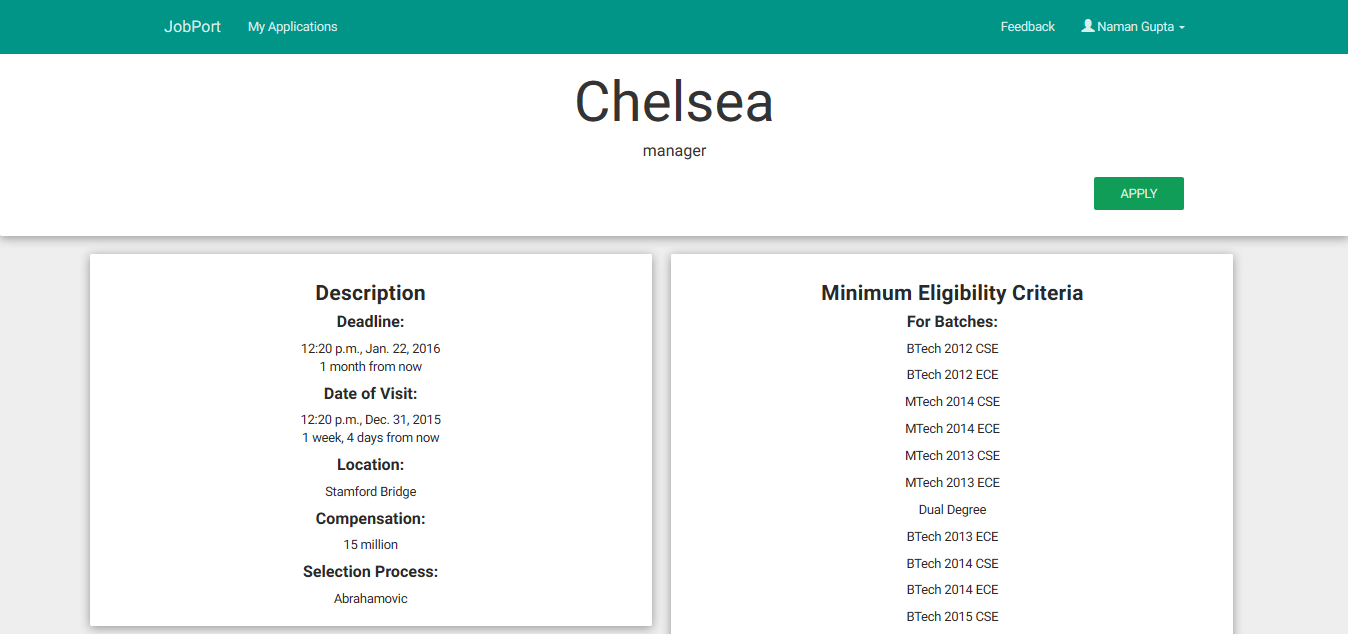 JobPort
My Applications
Feedback
Naman Gupta
Chelsea
manager
APPLY
Description
Deadline:
12:20 p.m., Jan. 22, 2016
1 month from now
Date of Visit:
12:20 p.m., Dec. 31, 2015
1 week, 4 days from now
Location:
Stamford Bridge
Compensation:
15 million
Selection Process:
Abrahamovic
Minimum Eligibility Criteria
For Batches:
BTech 2012 CSE
BTech 2012 ECE
MTech 2014 CSE
MTech 2014 ECE
MTech 2013 CSE
MTech 2013 ECE
Dual Degree
BTech 2013 ECE
BTech 2014 CSE
BTech 2014 ECE
BTech 2015 CSE